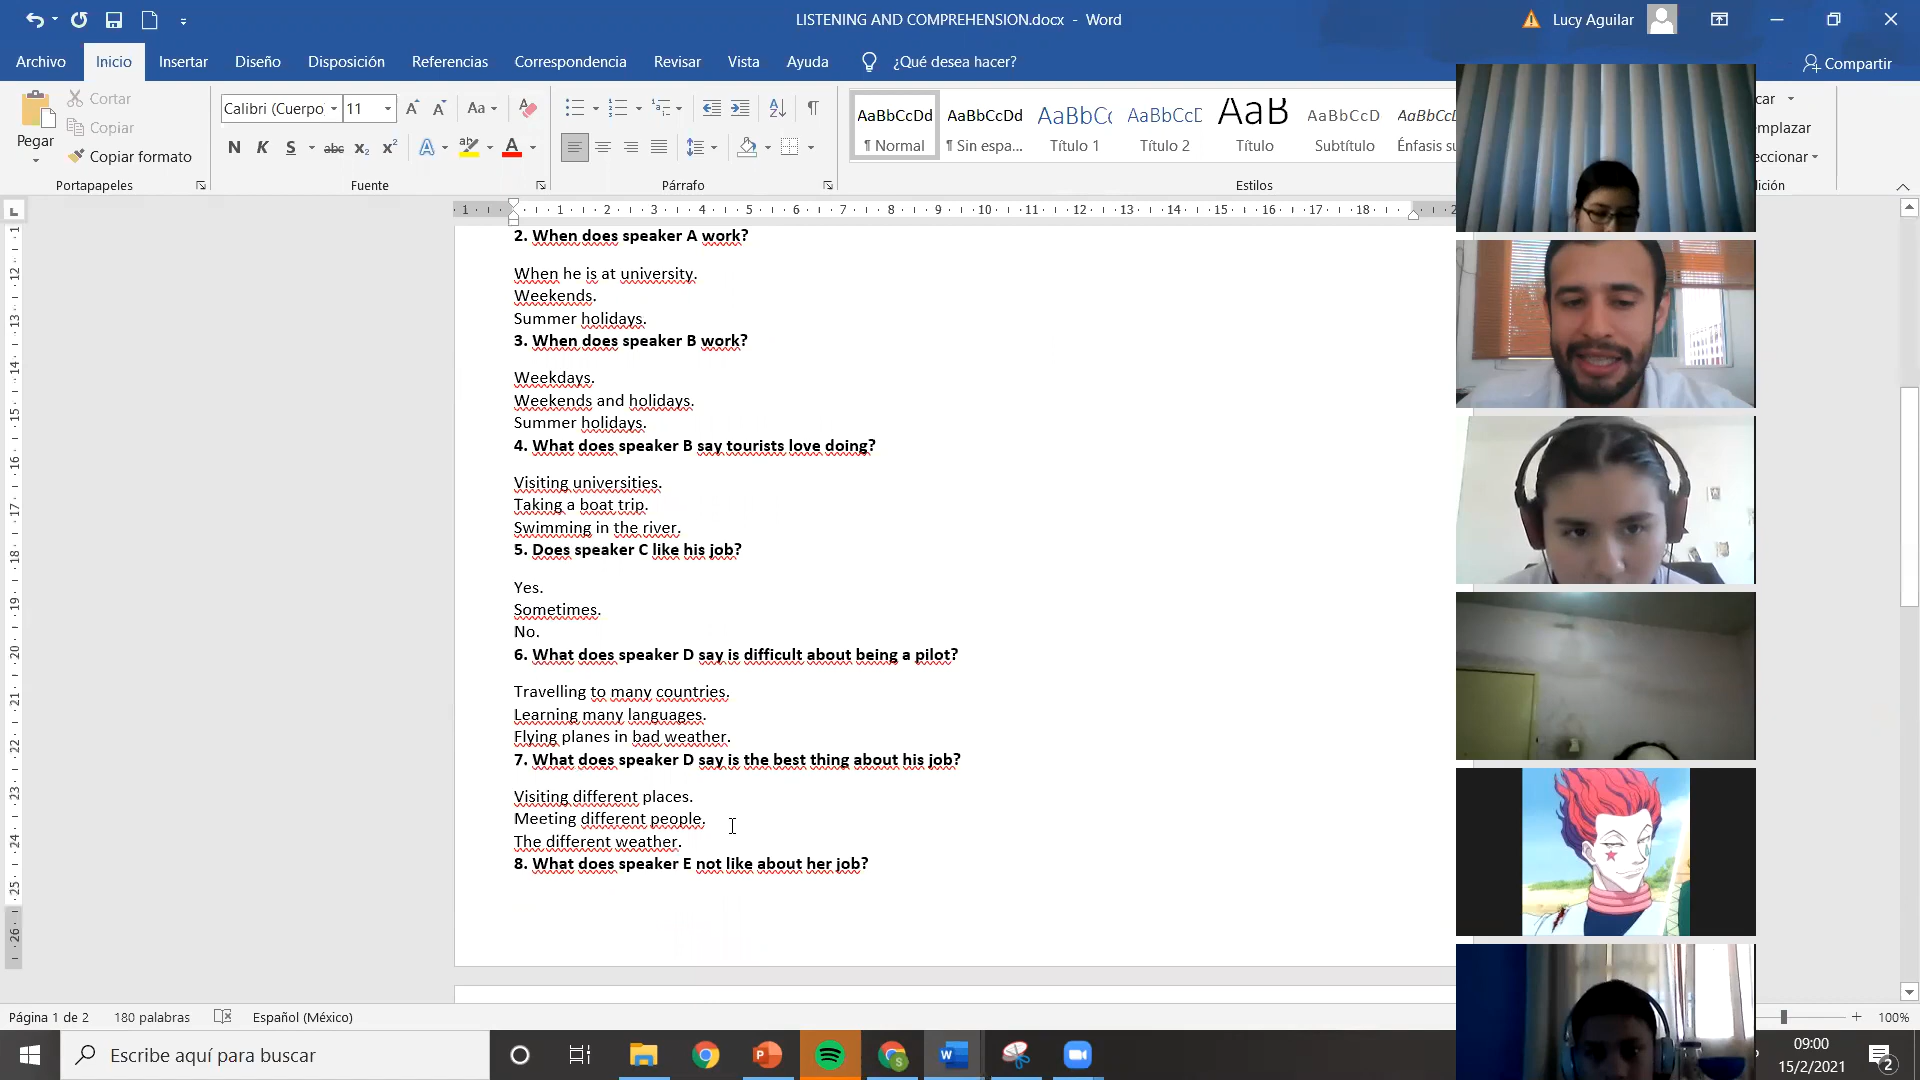 LISTENING AND COMPREHENSION.docx - Word
Lucy Aguilar
Archivo Inicio Insertar Diseño Disposición Referencias Correspondencia Revisar Vista Ayuda ¿Qué desea hacer? Compartir
Pegar
Cortar
Copiar
Copiar formato
Portapapeles
Calibri (Cuerpo 11
Fuente
Párrafo
AaBbCcDd AaBbCcDd AaBbCc AaBbCcD AaB AaBbCcD AaBbCcD
¶ Normal ¶ Sin espa... Título 1 Título 2 Título Subtítulo Énfasis su
Estilos
2. When does speaker A work?
When he is at university.
Weekends.
Summer holidays.
3. When does speaker B work?
Weekdays.
Weekends and holidays.
Summer holidays.
4. What does speaker B say tourists love doing?
Visiting universities.
Taking a boat trip.
Swimming in the river.
5. Does speaker C like his job?
Yes.
Sometimes.
No.
6. What does speaker D say is difficult about being a pilot?
Travelling to many countries.
Learning many languages.
Flying planes in bad weather.
7. What does speaker D say is the best thing about his job?
Visiting different places.
Meeting different people.
The different weather.
8. What does speaker E not like about her job?
Página 1 de 2 180 palabras Español (México) 100%
Escribe aquí para buscar
09:00
15/2/2021
2